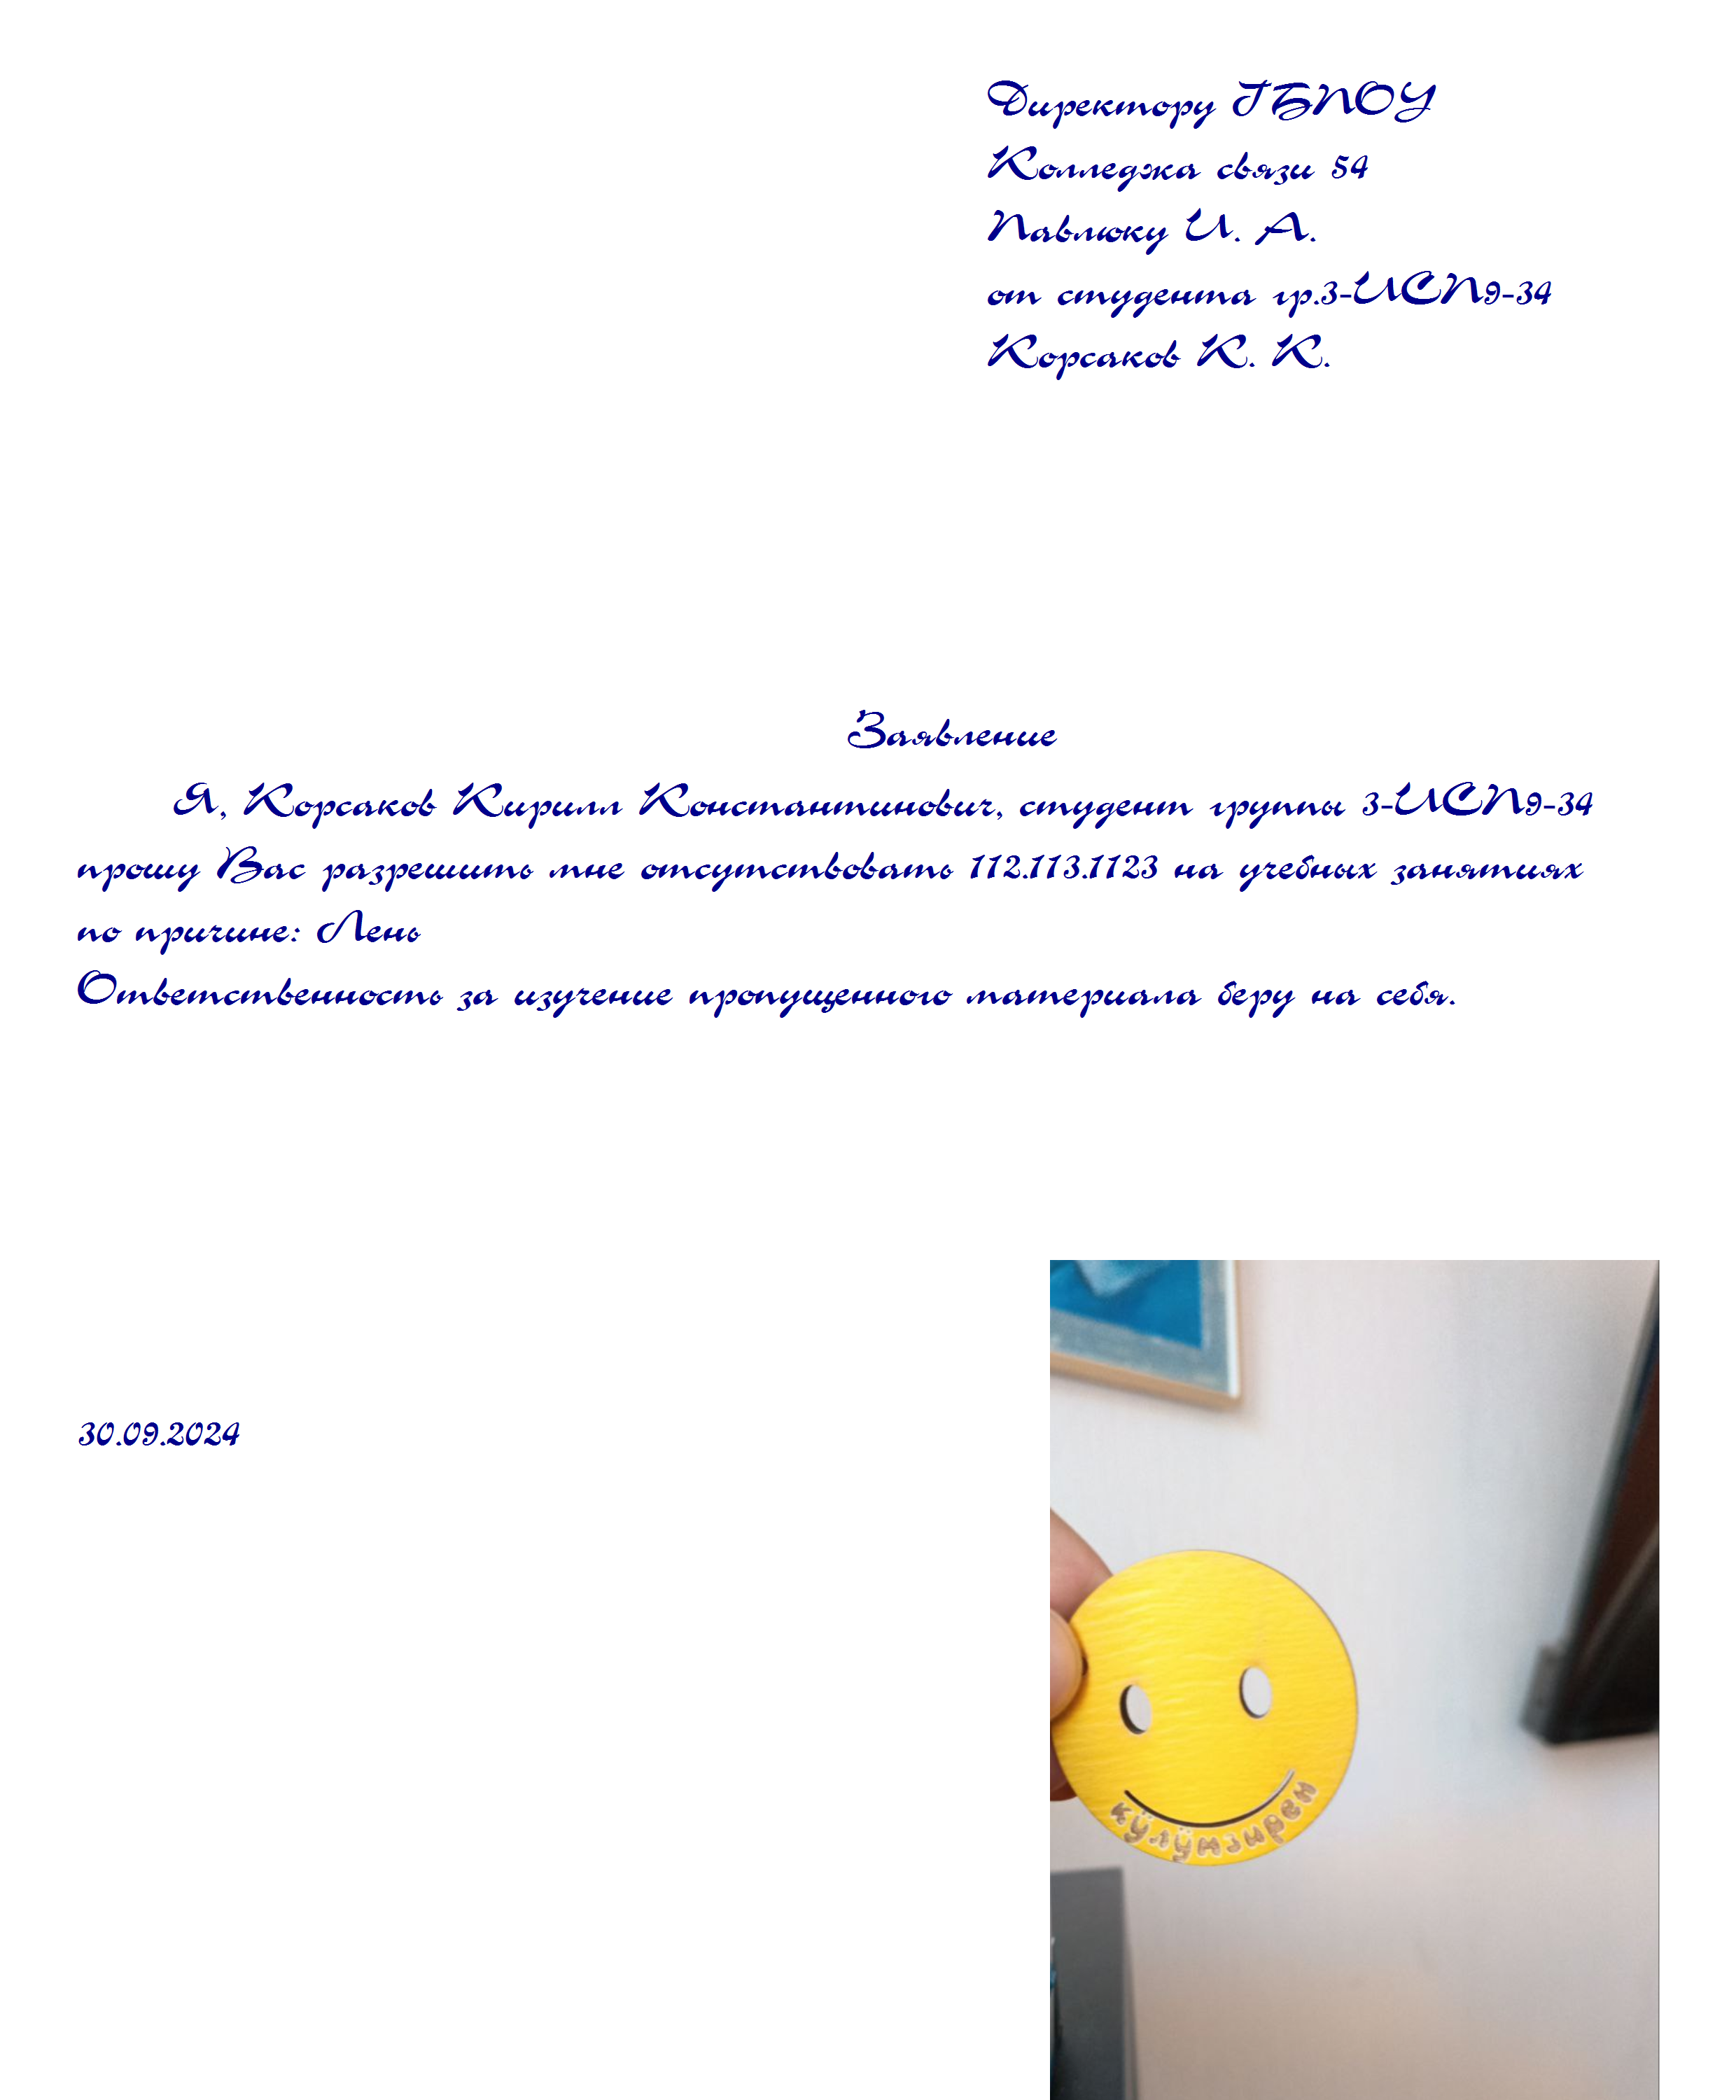 Директору ГБПОУ
Колледжа связи 54
Павлюку И. А.
от студента гр.3-ИСП9-34
Корсаков К. К.
Заявление
Я, Корсаков Кирилл Константинович, студент группы 3-ИСП9-34
прошу Вас разрешить мне отсутствовать 112.113.1123 на учебных занятиях
по причине: Лень
Ответственность за изучение пропущенного материала беру на себя.
30.09.2024
күлүмзирен